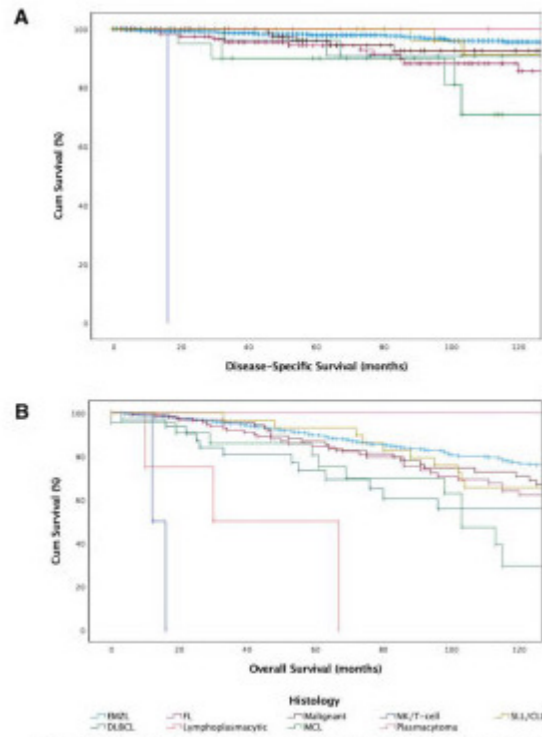 A
100
80
60
40
20
0
Cum Survival (%)
0 20 40 60 80 100 120
Disease-Specific Survival (months)
B
100
80
60
40
20
0
Cum Survival (%)
0 20 40 60 80 100 120
Overall Survival (months)
Histology
EMZL FL Malignant NK/T-cell SLL/CLL
DLBCL Lymphoplasmacytic MCL Plasmacytoma